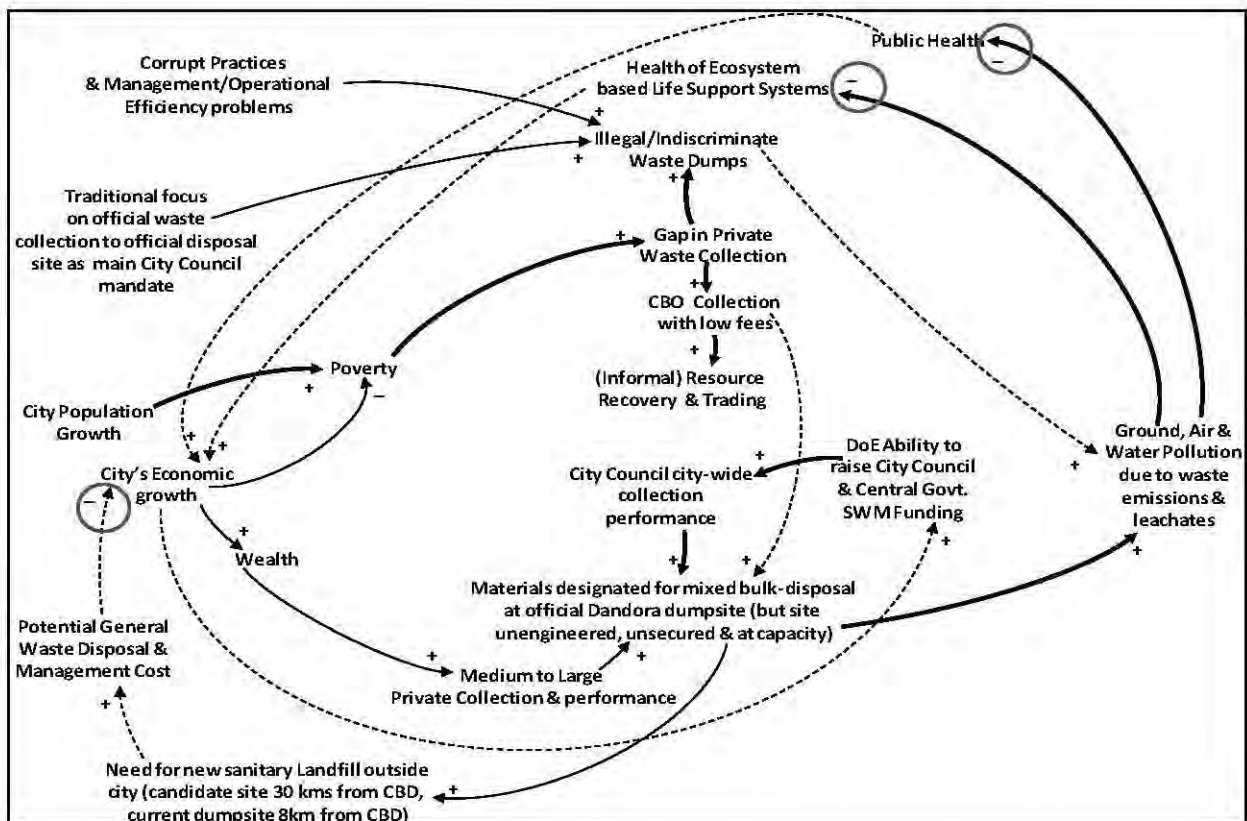 Public Health
–
Corrupt Practices
& Management/Operational
Efficiency problems
Health of Ecosystem
based Life Support Systems
–
+
Illegal/Indiscriminate
Waste Dumps
+
+
Traditional focus
on official waste
collection to official disposal
site as main City Council
mandate
+
Gap in Private
Waste Collection
+
CBO Collection
with low fees
+
(Informal) Resource
Recovery & Trading
Poverty
+
–
City Population
Growth
+
+
City's Economic
growth
–
+
Wealth
DoE Ability to
raise City Council
& Central Govt.
SWM Funding
+
+
City Council city-wide
collection
performance
+
+
Ground, Air &
Water Pollution
due to waste
emissions &
leachates
+
+
Materials designated for mixed bulk-disposal
at official Dandora dumpsite (but site
unengineered, unsecured & at capacity)
+
+
Medium to Large
Private Collection & performance
Potential General
Waste Disposal &
Management Cost
+
Need for new sanitary Landfill outside
city (candidate site 30 kms from CBD,
current dumpsite 8km from CBD)
+